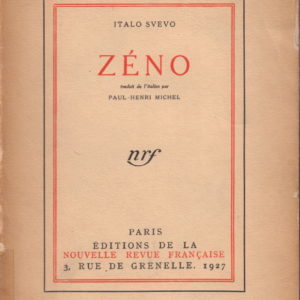 ITALO SVEVO
ZÉNO
traduit de l'italien par
PAUL-HENRI MICHEL
nrf
PARIS
ÉDITIONS DE LA
NOUVELLE REVUE FRANÇAISE
3, RUE DE GRENELLE. 1927